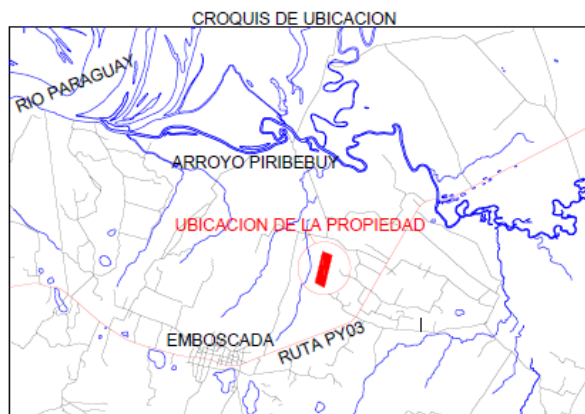 CROQUIS DE UBICACION
RIO PARAGUAY
ARROYO PIRIBEBUY
UBICACION DE LA PROPIEDAD
EMBOSCADA
RUTA PY03